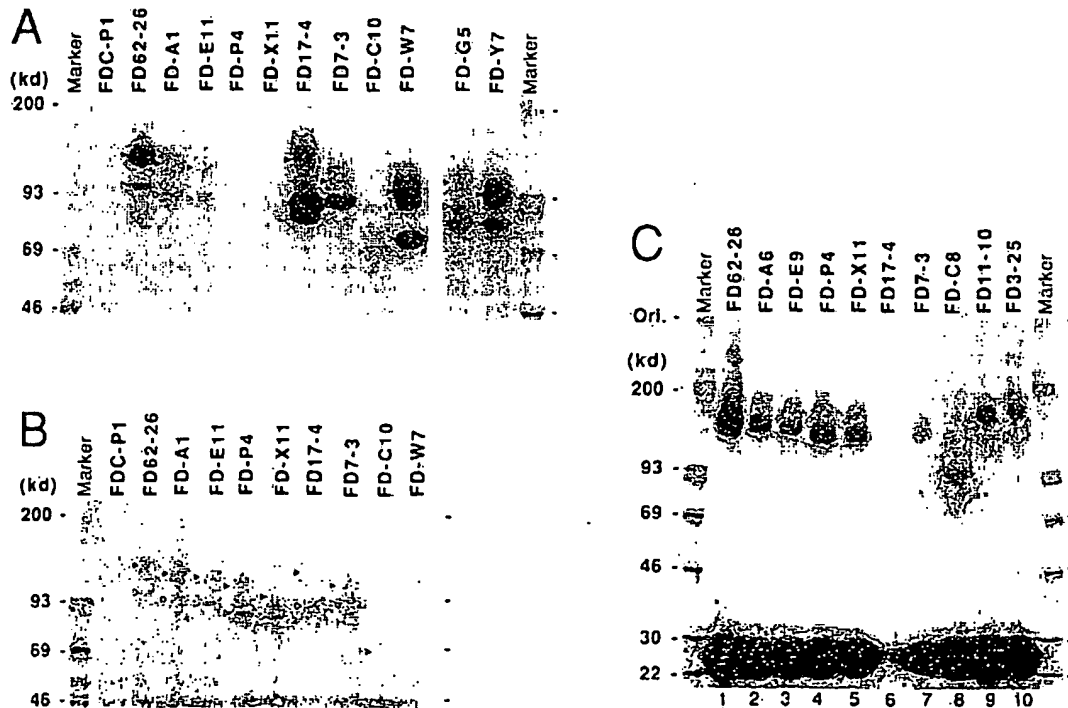 A
Marker
FDC-P1
FD62-26
FD-A1
FD-E11
FD-P4
FD-X11
FD17-4
FD7-3
FD-C10
FD-W7
FD-G5
FD-Y7
Marker
(kd)
200 -
93 -
69 -
46 -
B
Marker
FDC-P1
FD62-26
FD-A1
FD-E11
FD-P4
FD-X11
FD17-4
FD7-3
FD-C10
FD-W7
(kd)
200 -
93 -
69 -
46 -
C
Marker
FD62-26
FD-A6
FD-E9
FD-P4
FD-X11
FD17-4
FD7-3
FD-C8
FD11-10
FD3-25
Marker
Ori. -
(kd)
200 -
93 -
69 -
46 -
30 -
22 -
1 2 3 4 5 6 7 8 9 10